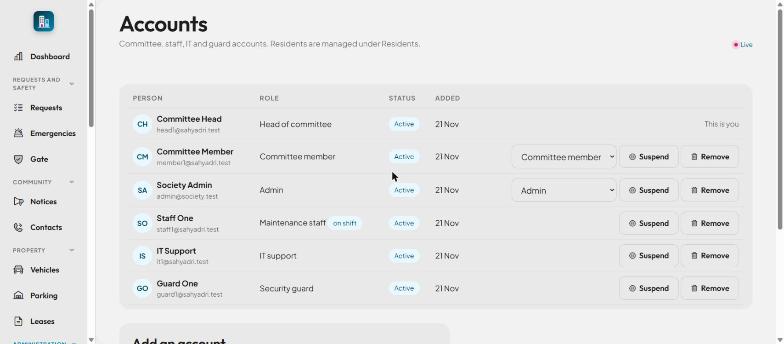 Accounts
Committee, staff, IT and guard accounts. Residents are managed under Residents.
Live
Dashboard
REQUESTS AND SAFETY
Requests
Emergencies
Gate
COMMUNITY
Notices
Contacts
PROPERTY
Vehicles
Parking
Leases
PERSON ROLE STATUS ADDED
CH Committee Head Head of committee Active 21 Nov This is you
head1@sahyadri.test
CM Committee Member Committee member Active 21 Nov Committee member Suspend Remove
member1@sahyadri.test
SA Society Admin Admin Active 21 Nov Admin Suspend Remove
admin@society.test
SO Staff One Maintenance staff on shift Active 21 Nov Suspend Remove
staff1@sahyadri.test
IS IT Support IT support Active 21 Nov Suspend Remove
it1@sahyadri.test
GO Guard One Security guard Active 21 Nov Suspend Remove
guard1@sahyadri.test
Add an account